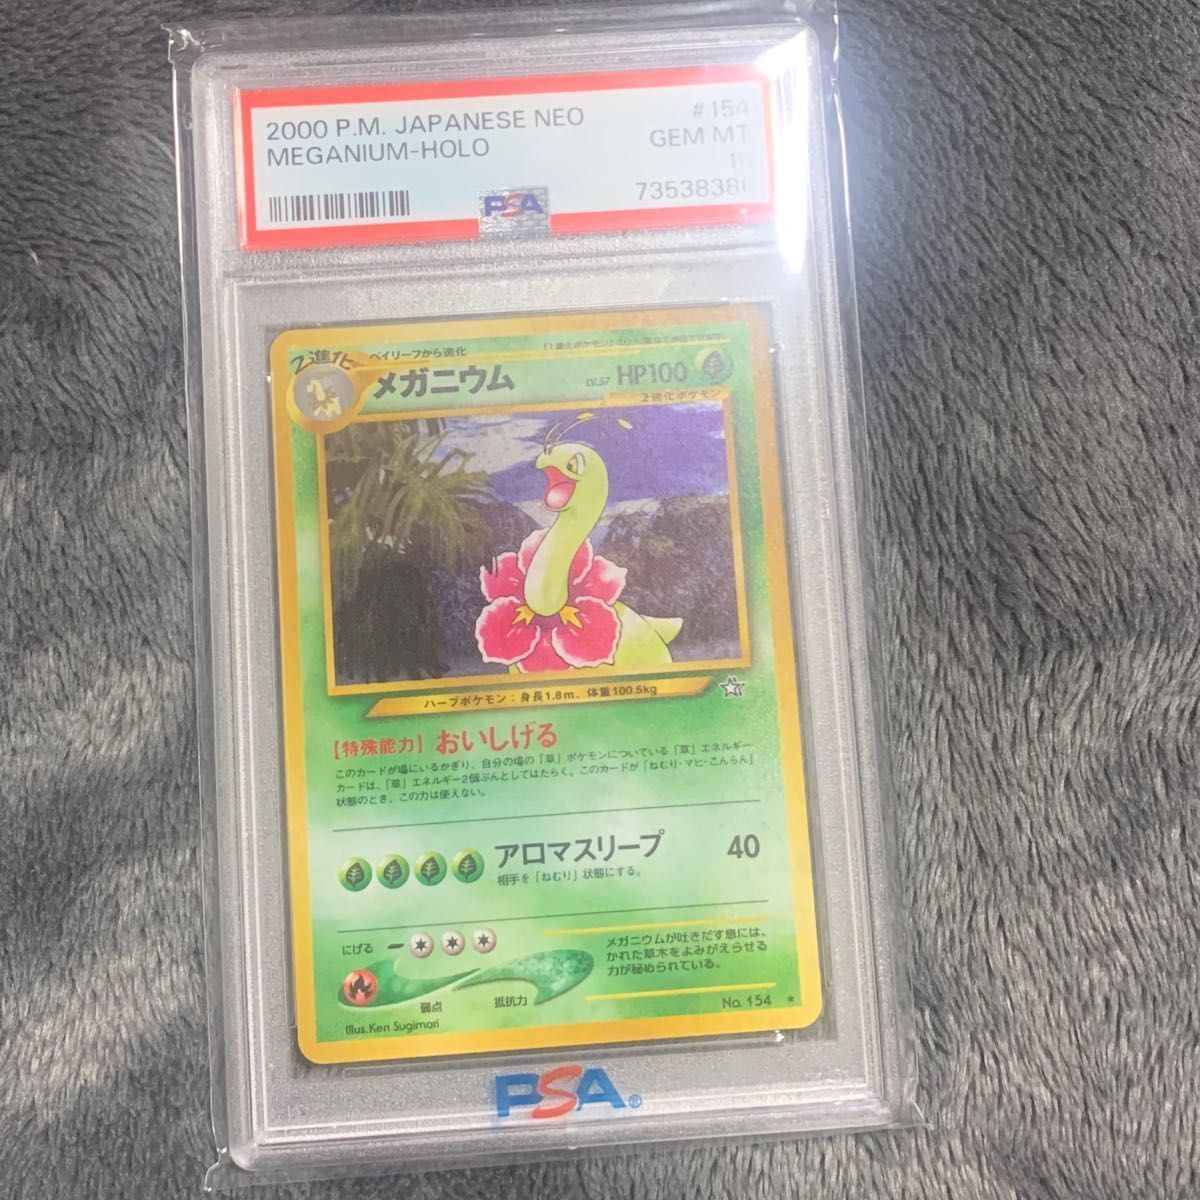 2000 P.M. JAPANESE NEO
#154
MEGANIUM-HOLO
GEM MT
10
PSA
2進化
ベイリーフから進化
メガニウム
LV.57 HP100
2進化ポケモン
ハーブポケモン：身長1.8m．体重100.5kg
【特殊能力】おいしげる
このカードが場にいるかぎり、自分の場の「草」ポケモンについている「草」エネルギー
カードは、「草」エネルギー2個ぶんとしてはたらく。このカードが「ねむり・マヒ・こんらん」
状態のとき、この力は使えない。
アロマスリープ 40
相手を「ねむり」状態にする。
にげる
弱点
抵抗力
メガニウムが吐きだす息には、
かれた草木をよみがえらせる
力が秘められている。
Illus.Ken Sugimori
No. 154
PSA®